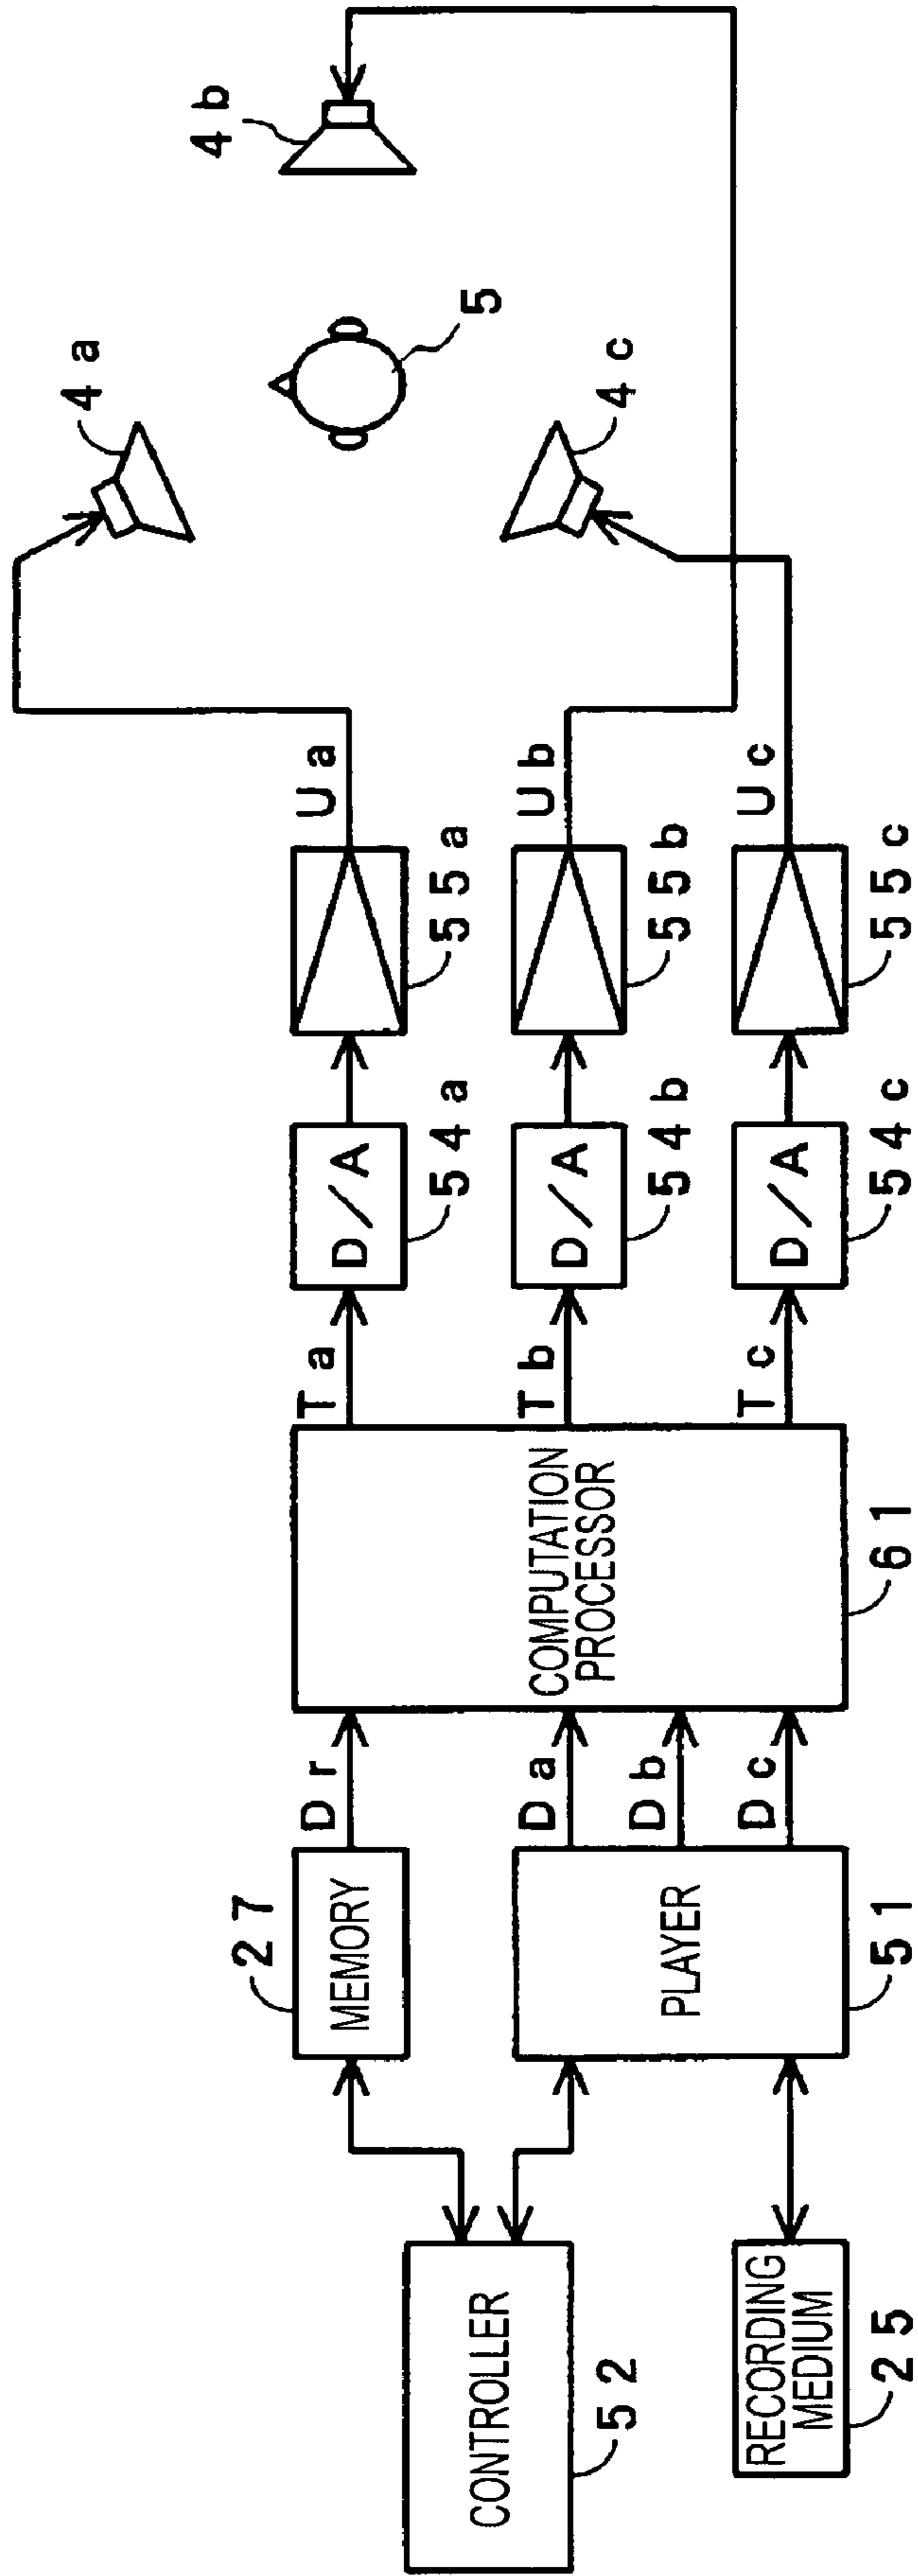 CONTROLLER
52
RECORDING
MEDIUM
25
27
MEMORY
PLAYER
51
Dr
Da
Db
Dc
COMPUTATION
PROCESSOR
61
Ta
Tb
Tc
D/A
54a
D/A
54b
D/A
54c
55a
55b
55c
Ua
Ub
Uc
4a
4b
4c
5